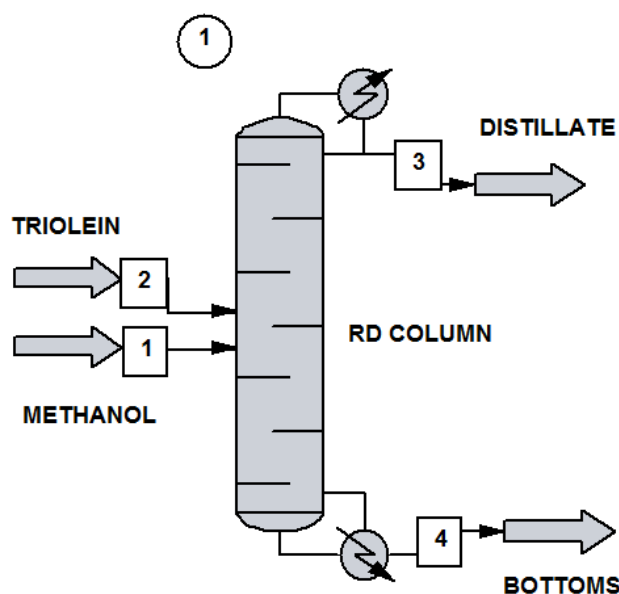 1
DISTILLATE
3
TRIOLEIN
2
RD COLUMN
1
METHANOL
4
BOTTOMS